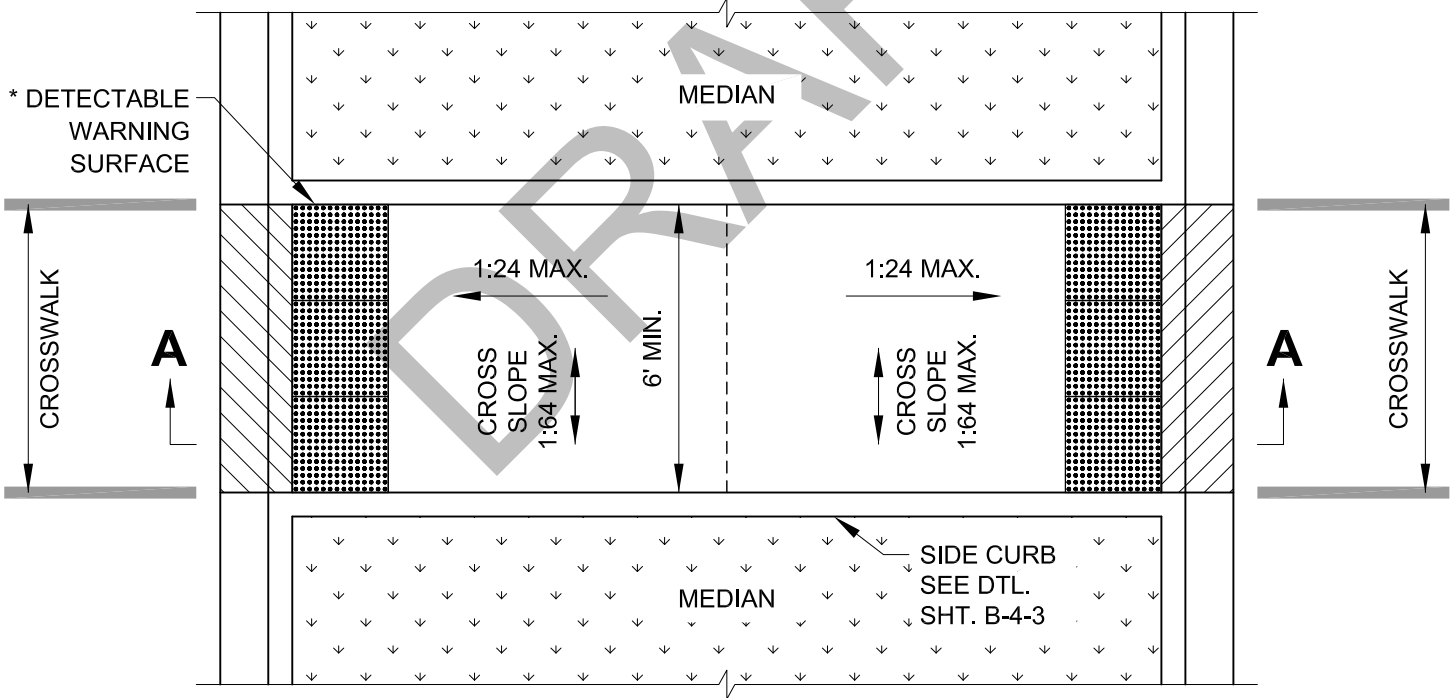 DRAFT
MEDIAN
* DETECTABLE
WARNING
SURFACE
CROSSWALK
A
1:24 MAX.
CROSS
SLOPE
1:64 MAX.
6' MIN.
1:24 MAX.
CROSS
SLOPE
1:64 MAX.
A
CROSSWALK
SIDE CURB
SEE DTL.
SHT. B-4-3
MEDIAN